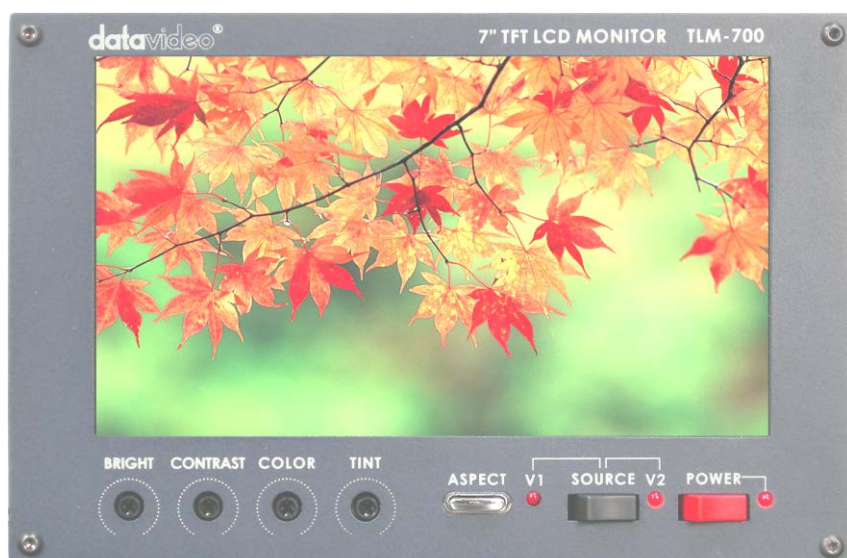 datavideo®
7" TFT LCD MONITOR TLM-700
BRIGHT CONTRAST COLOR TINT
ASPECT V1 SOURCE V2 POWER